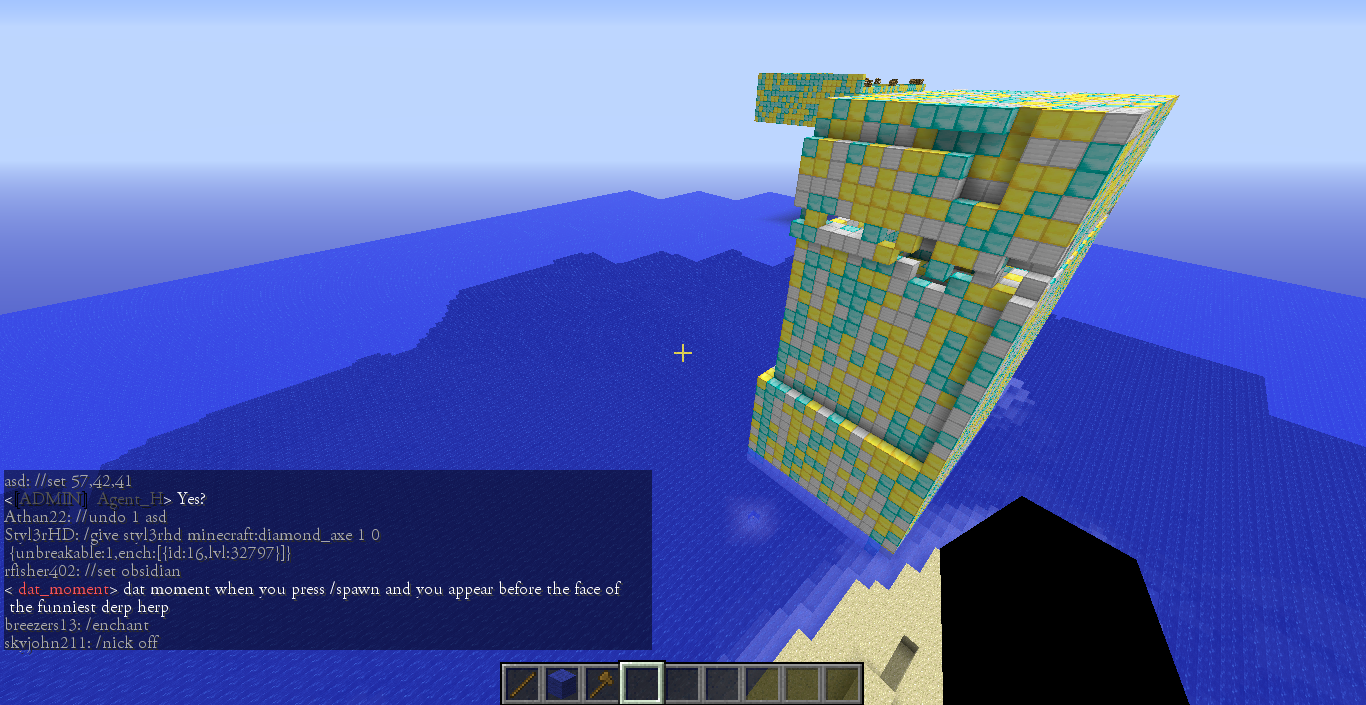 asd: //set 57,42,41
<[ADMIN] Agent_H> Yes?
Athan22: //undo 1 asd
Styl3rHD: /give styl3rhd minecraft:diamond_axe 1 0
{unbreakable:1,ench:[{id:16,lvl:32797}]}
rfisher402: //set obsidian
< dat_moment> dat moment when you press /spawn and you appear before the face of
the funniest derp herp
breezers13: /enchant
skyjohn211: /nick off